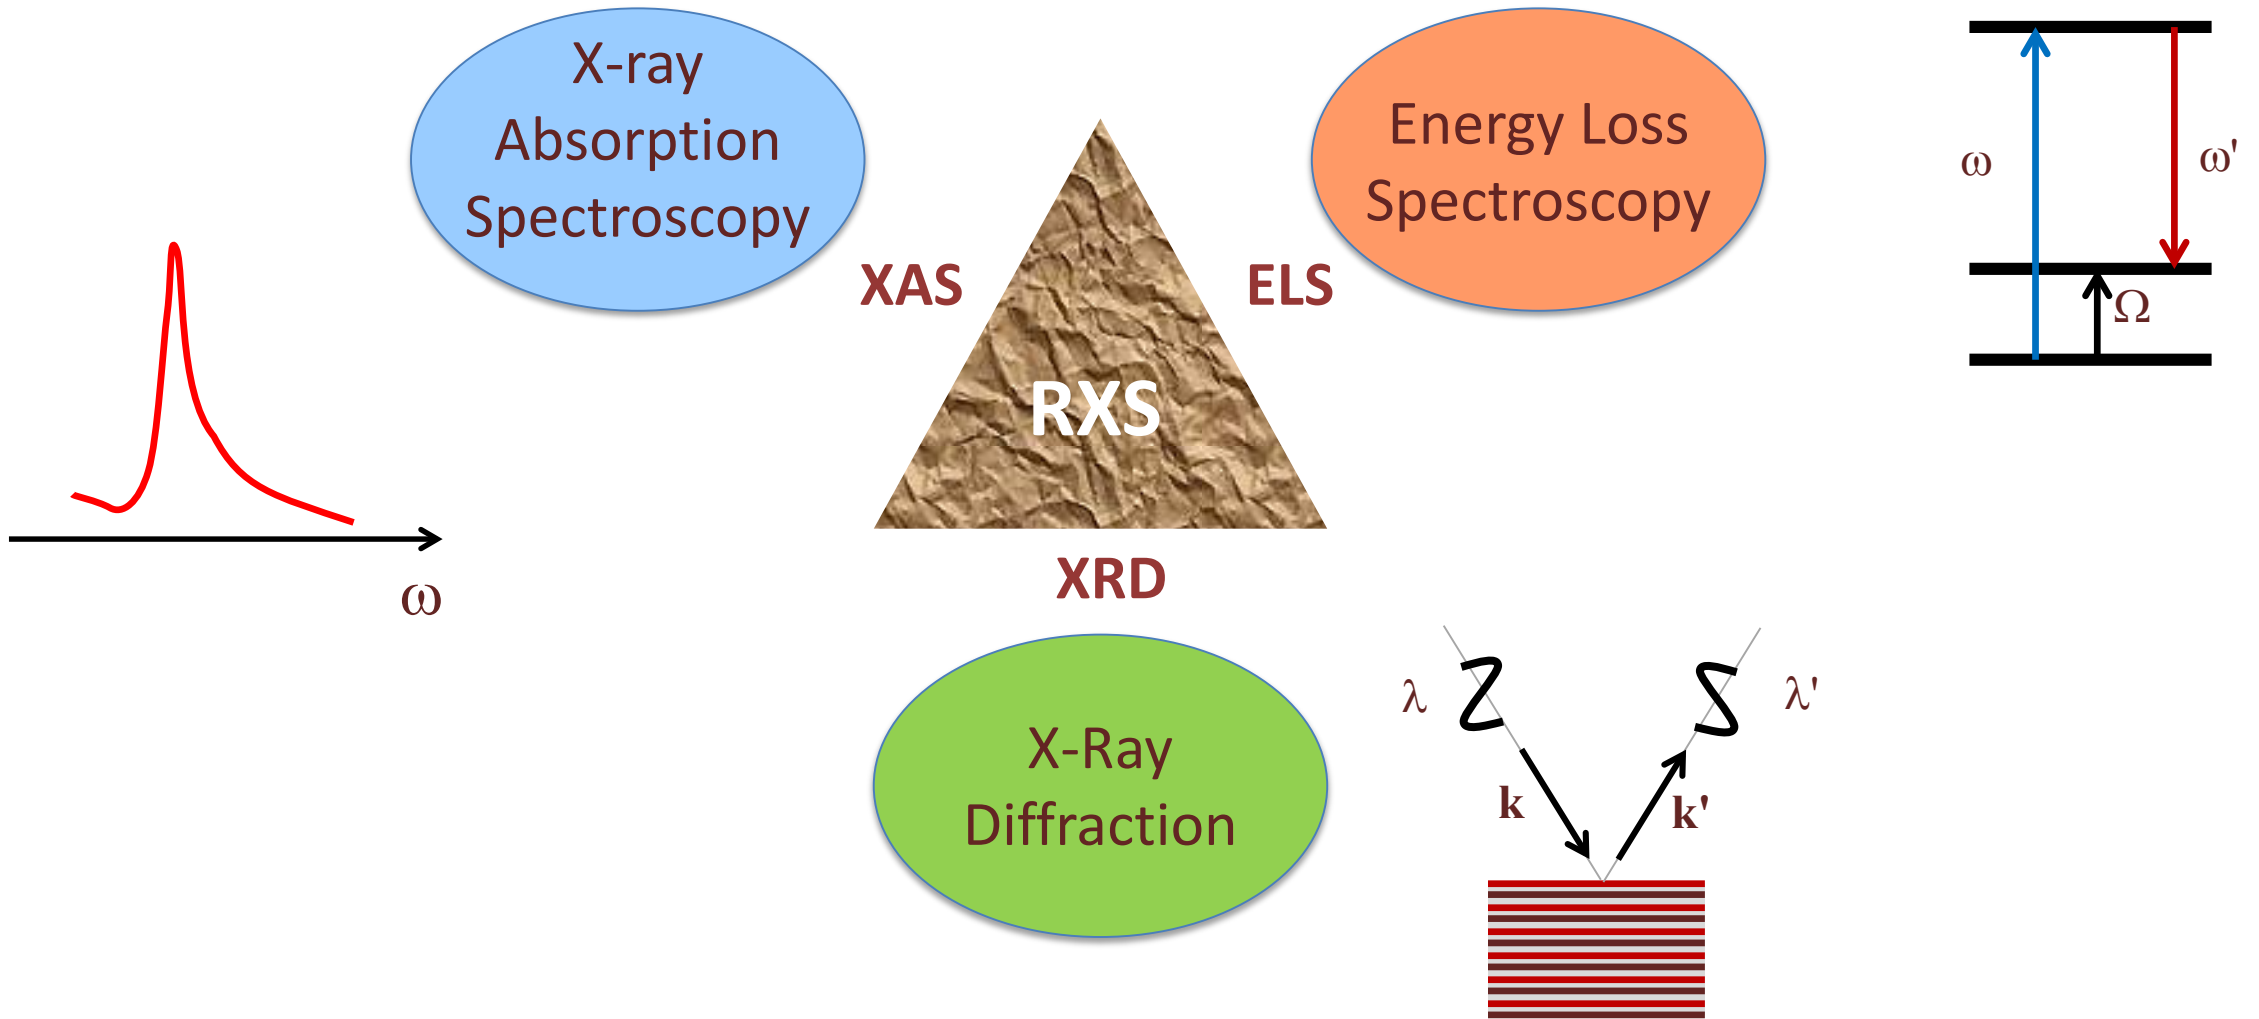 X-ray
Absorption
Spectroscopy
Energy Loss
Spectroscopy
ω
ω'
Ω
XAS
ELS
RXS
ω
XRD
X-Ray
Diffraction
λ
λ'
k
k'